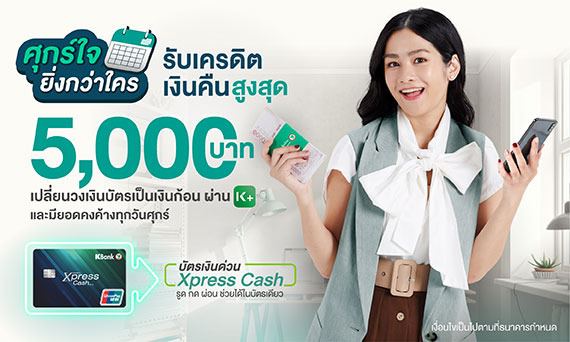 ศุกร์ใจ
ยิ่งกว่าใคร
รับเครดิต
เงินคืนสูงสุด
5,000 บาท
เปลี่ยนวงเงินบัตรเป็นเงินก้อน ผ่าน K+
และมียอดคงค้างทุกวันศุกร์
KBank
Xpress
Cash
บัตรเงินด่วน
Xpress Cash
รูด กด ผ่อน ช่วยได้ในบัตรเดียว
เงื่อนไขเป็นไปตามที่ธนาคารกำหนด